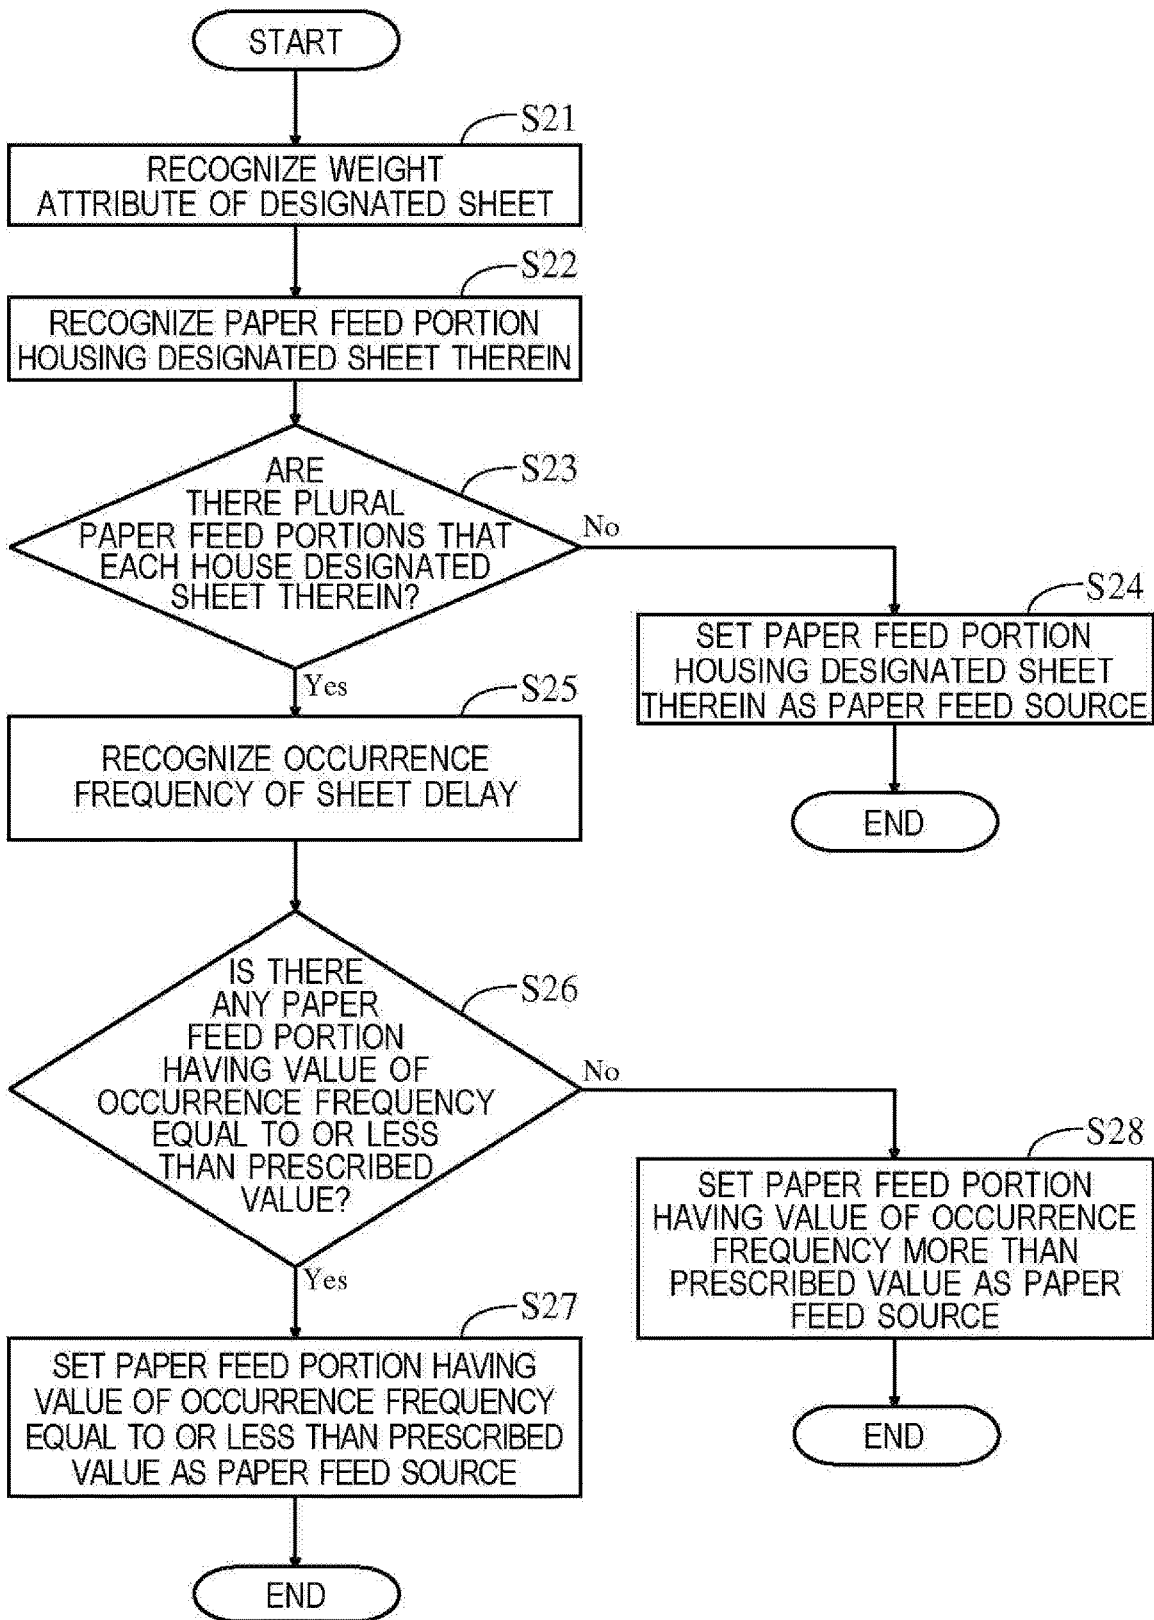 START
S21
RECOGNIZE WEIGHT
ATTRIBUTE OF DESIGNATED SHEET
S22
RECOGNIZE PAPER FEED PORTION
HOUSING DESIGNATED SHEET THEREIN
S23
ARE
THERE PLURAL
PAPER FEED PORTIONS THAT
EACH HOUSE DESIGNATED
SHEET THEREIN?
No
S24
SET PAPER FEED PORTION
HOUSING DESIGNATED SHEET
THEREIN AS PAPER FEED SOURCE
END
Yes
S25
RECOGNIZE OCCURRENCE
FREQUENCY OF SHEET DELAY
S26
IS THERE
ANY PAPER
FEED PORTION
HAVING VALUE OF
OCCURRENCE FREQUENCY
EQUAL TO OR LESS
THAN PRESCRIBED
VALUE?
No
S28
SET PAPER FEED PORTION
HAVING VALUE OF OCCURRENCE
FREQUENCY MORE THAN
PRESCRIBED VALUE AS PAPER
FEED SOURCE
END
Yes
S27
SET PAPER FEED PORTION HAVING
VALUE OF OCCURRENCE FREQUENCY
EQUAL TO OR LESS THAN PRESCRIBED
VALUE AS PAPER FEED SOURCE
END